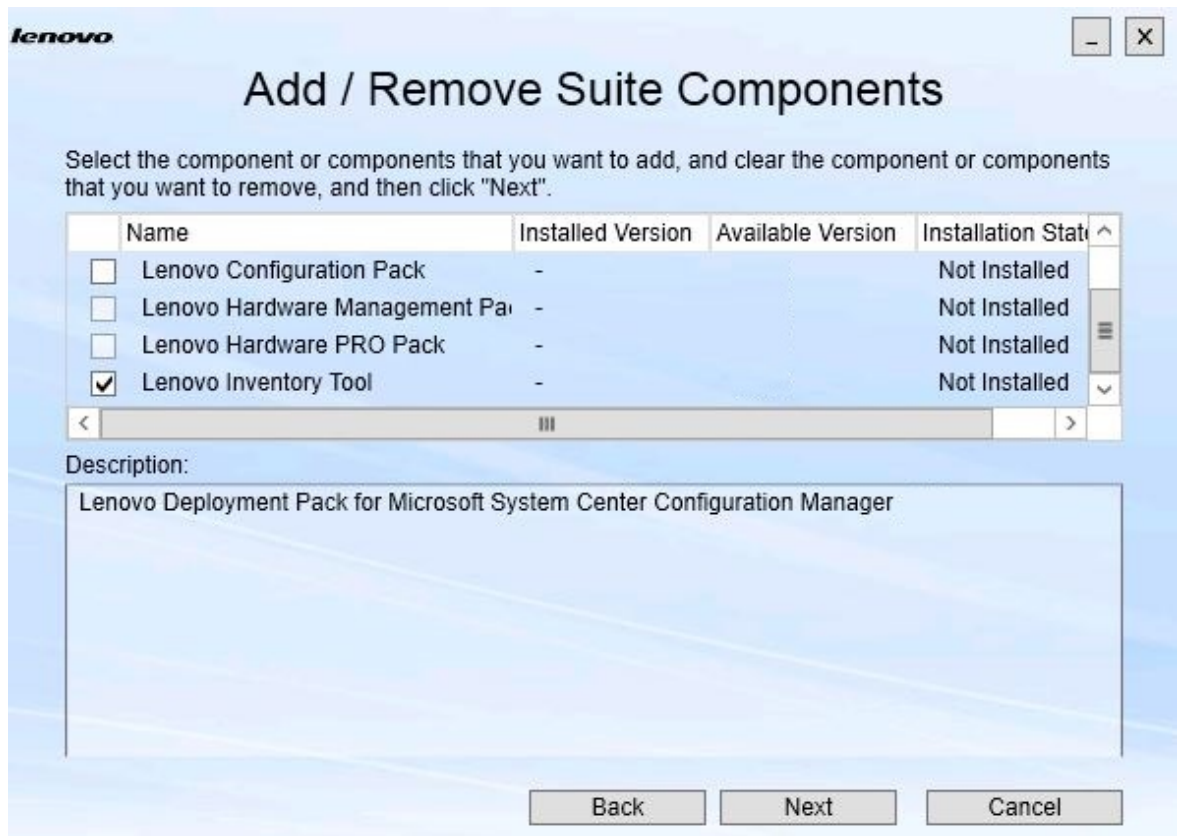 lenovo
_ X
Add / Remove Suite Components
Select the component or components that you want to add, and clear the component or components
that you want to remove, and then click "Next".
Name Installed Version Available Version Installation Stat
Lenovo Configuration Pack - Not Installed
Lenovo Hardware Management Pa - Not Installed
Lenovo Hardware PRO Pack - Not Installed
Lenovo Inventory Tool - Not Installed
Description:
Lenovo Deployment Pack for Microsoft System Center Configuration Manager
Back Next Cancel